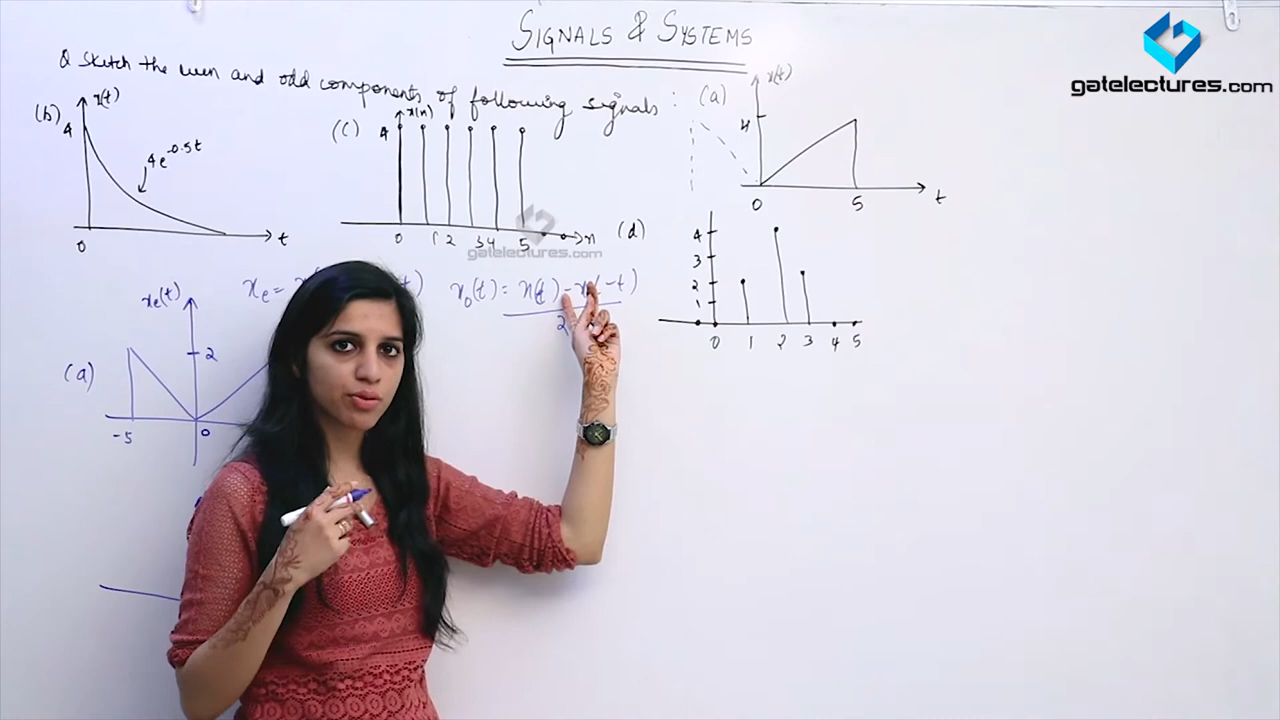 SIGNALS & SYSTEMS
gatelectures.com
Q Sketch the even and odd components of following signals :
(a)
x(t)
4
0
5
t
(b)
x(t)
4
4e^-0.5t
0
t
(c)
x(n)
4
0 1 2 3 4 5
n
gatelectures.com
(d)
4
3
2
1
0 1 2 3 4 5
xe =
t)
x0(t) = x(t) - x(-t)
2
(a)
xe(t)
2
-5
0